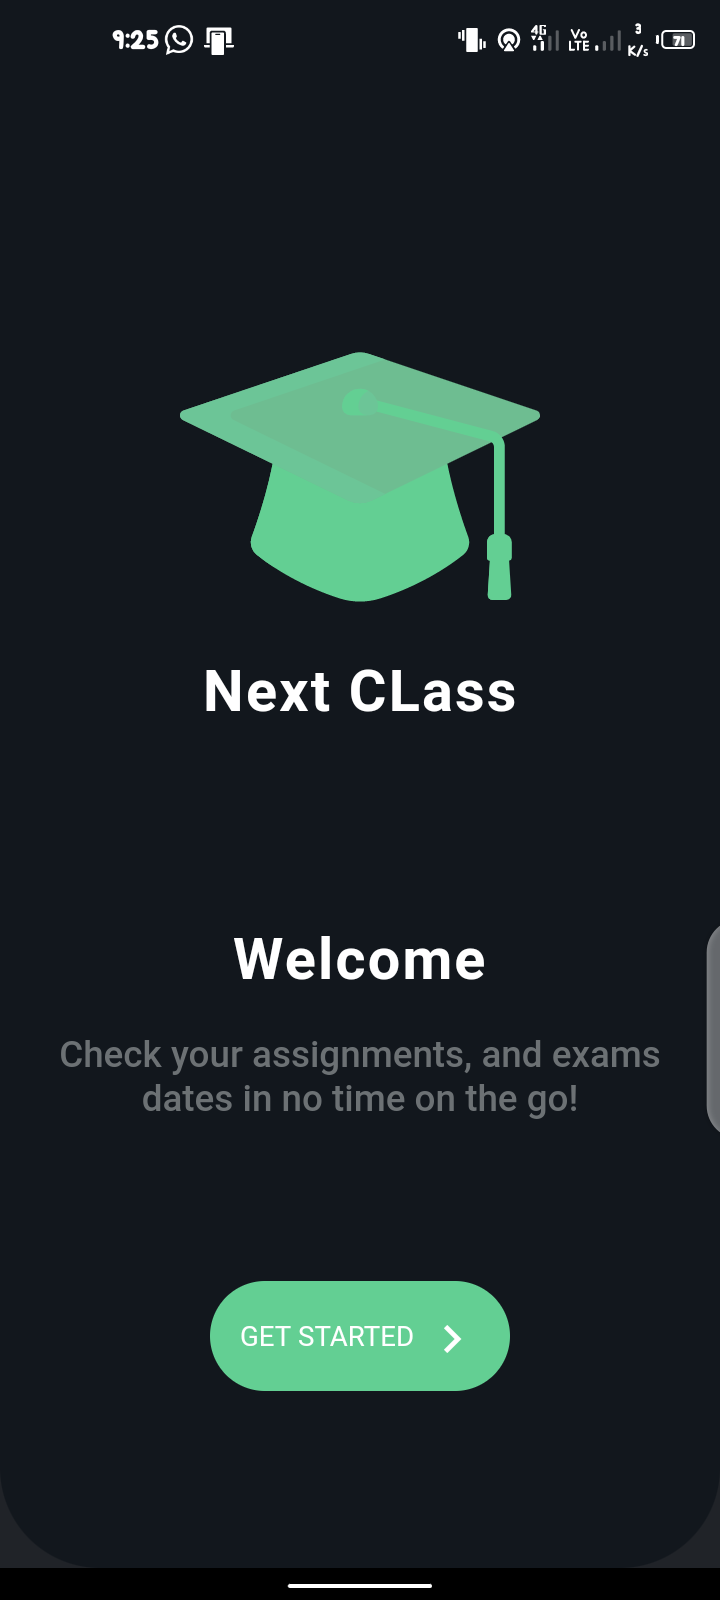 9:25
4G
Vo
LTE
3
K/s
71
Next CLass
Welcome
Check your assignments, and exams
dates in no time on the go!
GET STARTED